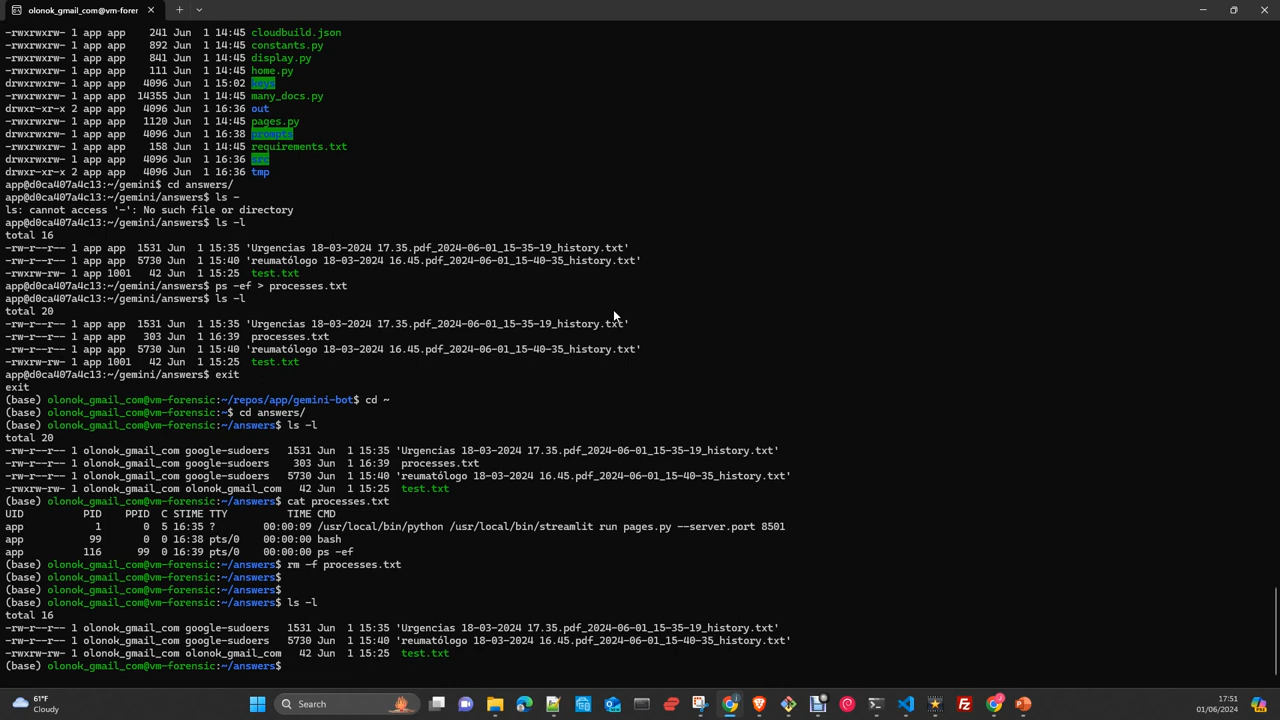 olonok_gmail_com@vm-foren
-rwxrwxrw- 1 app app   241 Jun  1 14:45 cloudbuild.json
-rwxrwxrw- 1 app app   892 Jun  1 14:45 constants.py
-rwxrwxrw- 1 app app   841 Jun  1 14:45 display.py
-rwxrwxrw- 1 app app   111 Jun  1 14:45 home.py
drwxrwxrw- 1 app app  4096 Jun  1 15:02 keys
-rwxrwxrw- 1 app app 14355 Jun  1 14:45 many_docs.py
drwxr-xr-x 2 app app  4096 Jun  1 16:36 out
-rwxrwxrw- 1 app app  1120 Jun  1 14:45 pages.py
drwxrwxrw- 1 app app  4096 Jun  1 16:38 prompts
-rwxrwxrw- 1 app app   158 Jun  1 14:45 requirements.txt
drwxrwxrw- 1 app app  4096 Jun  1 16:36 src
drwxr-xr-x 2 app app  4096 Jun  1 16:36 tmp
app@d0ca407a4c13:~/gemini$ cd answers/
app@d0ca407a4c13:~/gemini/answers$ ls -
ls: cannot access '-': No such file or directory
app@d0ca407a4c13:~/gemini/answers$ ls -l
total 16
-rw-r--r-- 1 app app  1531 Jun  1 15:35 'Urgencias 18-03-2024 17.35.pdf_2024-06-01_15-35-19_history.txt'
-rw-r--r-- 1 app app  5730 Jun  1 15:40 'reumatólogo 18-03-2024 16.45.pdf_2024-06-01_15-40-35_history.txt'
-rwxrw-rw- 1 app 1001   42 Jun  1 15:25  test.txt
app@d0ca407a4c13:~/gemini/answers$ ps -ef > processes.txt
app@d0ca407a4c13:~/gemini/answers$ ls -l
total 20
-rw-r--r-- 1 app app  1531 Jun  1 15:35 'Urgencias 18-03-2024 17.35.pdf_2024-06-01_15-35-19_history.txt'
-rw-r--r-- 1 app app   303 Jun  1 16:39  processes.txt
-rw-r--r-- 1 app app  5730 Jun  1 15:40 'reumatólogo 18-03-2024 16.45.pdf_2024-06-01_15-40-35_history.txt'
-rwxrw-rw- 1 app 1001   42 Jun  1 15:25  test.txt
app@d0ca407a4c13:~/gemini/answers$ exit
exit
(base) olonok_gmail_com@vm-forensic:~/repos/app/gemini-bot$ cd ~
(base) olonok_gmail_com@vm-forensic:~$ cd answers/
(base) olonok_gmail_com@vm-forensic:~/answers$ ls -l
total 20
-rw-r--r-- 1 olonok_gmail_com google-sudoers   1531 Jun  1 15:35 'Urgencias 18-03-2024 17.35.pdf_2024-06-01_15-35-19_history.txt'
-rw-r--r-- 1 olonok_gmail_com google-sudoers    303 Jun  1 16:39  processes.txt
-rw-r--r-- 1 olonok_gmail_com google-sudoers   5730 Jun  1 15:40 'reumatólogo 18-03-2024 16.45.pdf_2024-06-01_15-40-35_history.txt'
-rwxrw-rw- 1 olonok_gmail_com olonok_gmail_com   42 Jun  1 15:25  test.txt
(base) olonok_gmail_com@vm-forensic:~/answers$ cat processes.txt
UID          PID    PPID  C STIME TTY          TIME CMD
app            1       0  5 16:35 ?        00:00:09 /usr/local/bin/python /usr/local/bin/streamlit run pages.py --server.port 8501
app           99       0  0 16:38 pts/0    00:00:00 bash
app          116      99  0 16:39 pts/0    00:00:00 ps -ef
(base) olonok_gmail_com@vm-forensic:~/answers$ rm -f processes.txt
(base) olonok_gmail_com@vm-forensic:~/answers$
(base) olonok_gmail_com@vm-forensic:~/answers$
(base) olonok_gmail_com@vm-forensic:~/answers$ ls -l
total 16
-rw-r--r-- 1 olonok_gmail_com google-sudoers   1531 Jun  1 15:35 'Urgencias 18-03-2024 17.35.pdf_2024-06-01_15-35-19_history.txt'
-rw-r--r-- 1 olonok_gmail_com google-sudoers   5730 Jun  1 15:40 'reumatólogo 18-03-2024 16.45.pdf_2024-06-01_15-40-35_history.txt'
-rwxrw-rw- 1 olonok_gmail_com olonok_gmail_com   42 Jun  1 15:25  test.txt
(base) olonok_gmail_com@vm-forensic:~/answers$
61°F
Cloudy
Search
17:51
01/06/2024